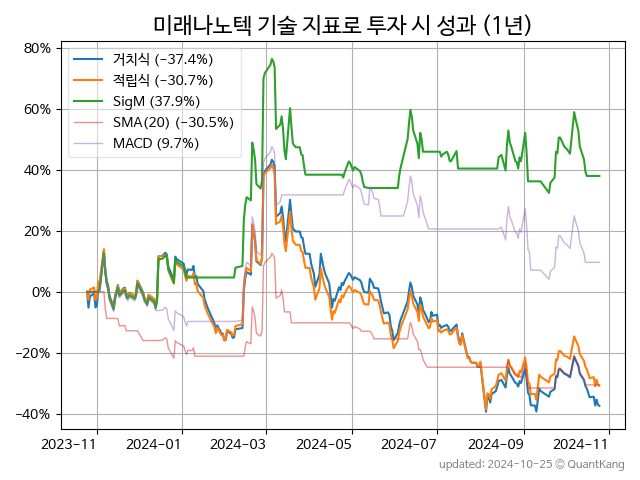 미래나노텍 기술 지표로 투자 시 성과 (1년)
80%
60%
40%
20%
0%
−20%
−40%
거치식 (−37.4%)
적립식 (−30.7%)
SigM (37.9%)
SMA(20) (−30.5%)
MACD (9.7%)
2023−11 2024−01 2024−03 2024−05 2024−07 2024−09 2024−11
updated: 2024-10-25 © QuantKang